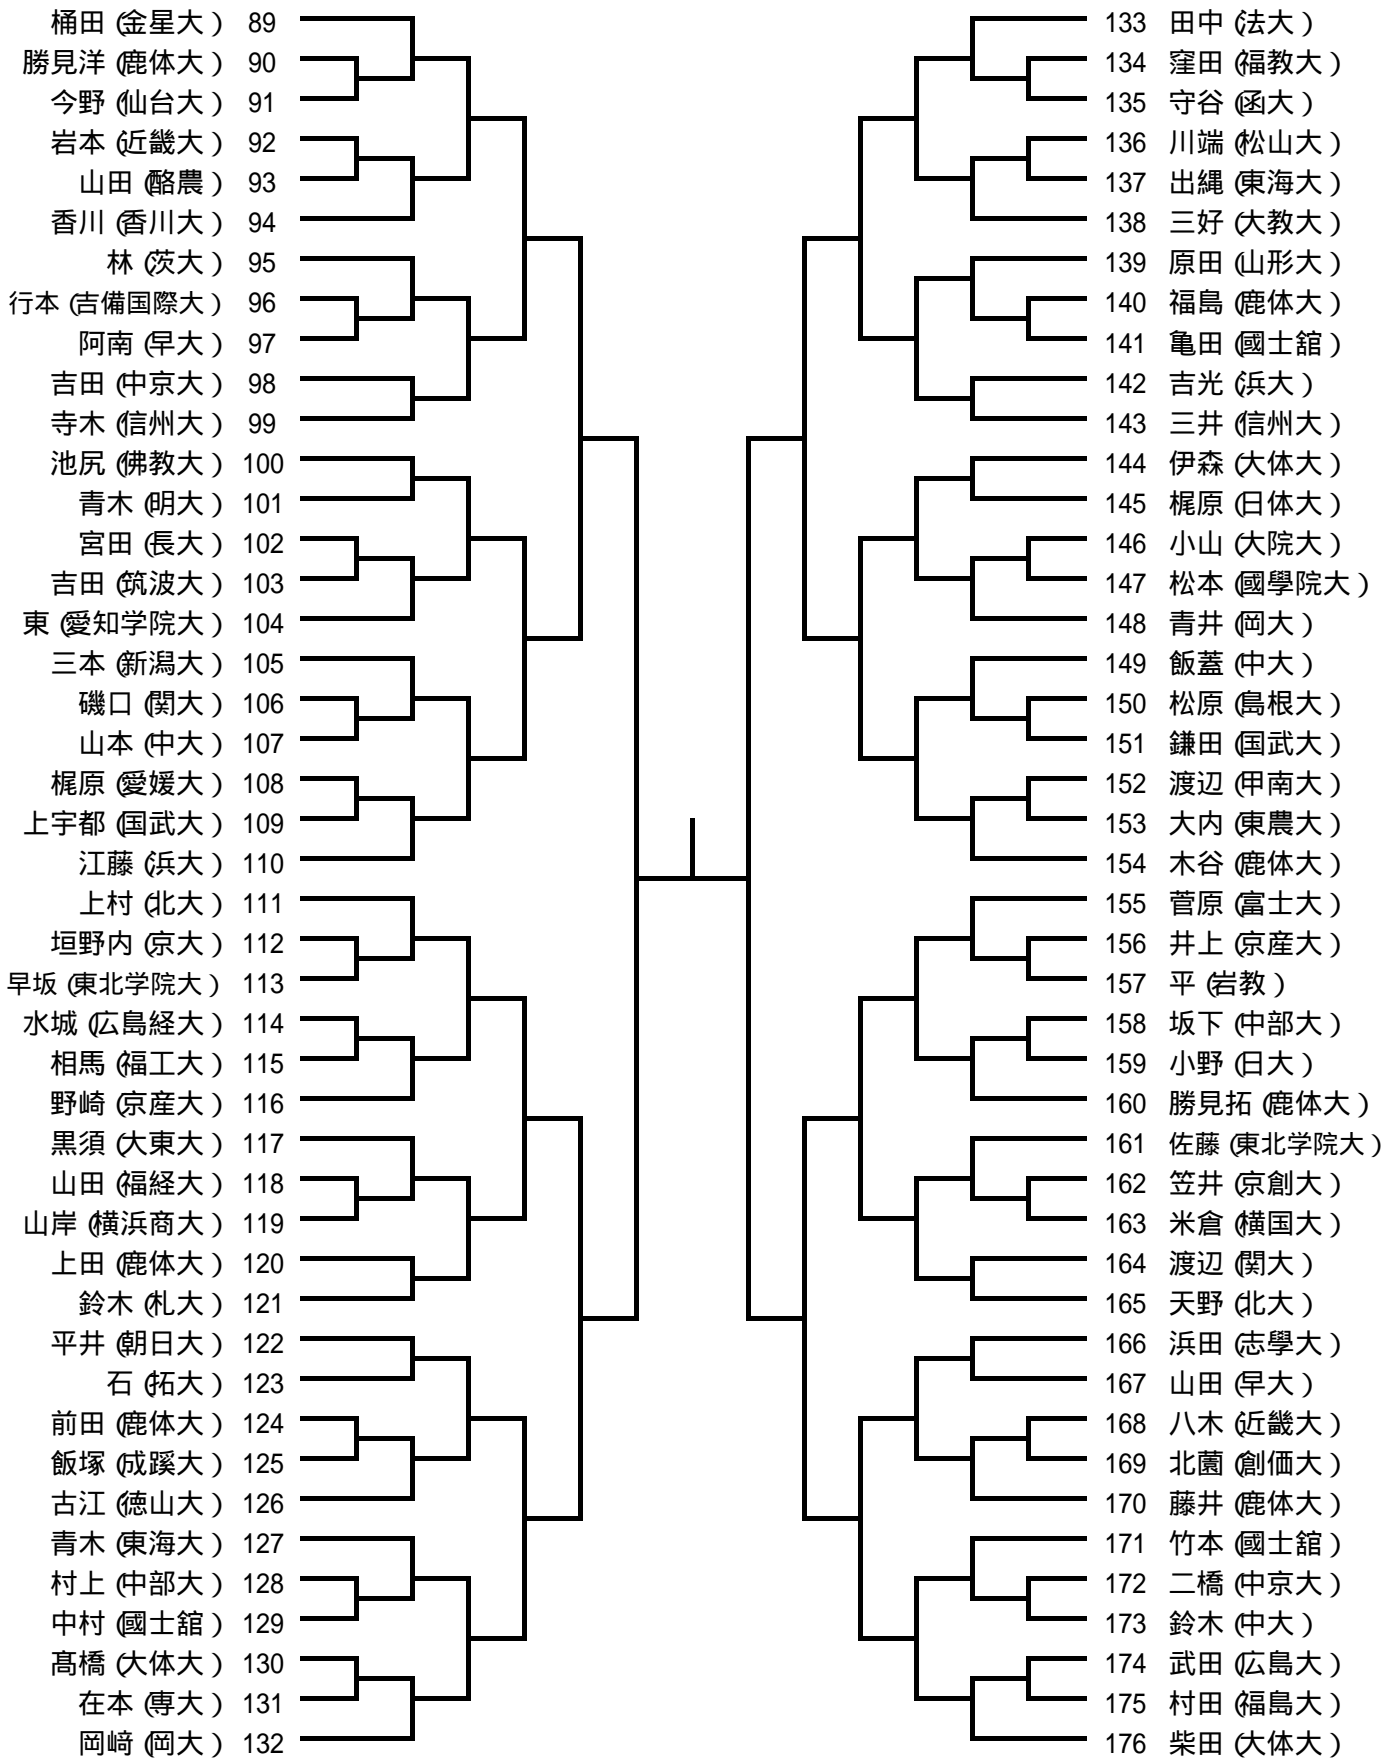 桶田 (金星大) 89
勝見洋 (鹿体大) 90
今野 (仙台大) 91
岩本 (近畿大) 92
山田 (酪農) 93
香川 (香川大) 94
林 (茨大) 95
行本 (吉備国際大) 96
阿南 (早大) 97
吉田 (中京大) 98
寺木 (信州大) 99
池尻 (佛教大) 100
青木 (明大) 101
宮田 (長大) 102
吉田 (筑波大) 103
東 (愛知学院大) 104
三本 (新潟大) 105
磯口 (関大) 106
山本 (中大) 107
梶原 (愛媛大) 108
上宇都 (国武大) 109
江藤 (浜大) 110
上村 (北大) 111
垣野内 (京大) 112
早坂 (東北学院大) 113
水城 (広島経大) 114
相馬 (福工大) 115
野崎 (京産大) 116
黒須 (大東大) 117
山田 (福経大) 118
山岸 (横浜商大) 119
上田 (鹿体大) 120
鈴木 (札大) 121
平井 (朝日大) 122
石 (拓大) 123
前田 (鹿体大) 124
飯塚 (成蹊大) 125
古江 (徳山大) 126
青木 (東海大) 127
村上 (中部大) 128
中村 (國士舘) 129
髙橋 (大体大) 130
在本 (専大) 131
岡﨑 (岡大) 132
133 田中 (法大)
134 窪田 (福教大)
135 守谷 (函大)
136 川端 (松山大)
137 出縄 (東海大)
138 三好 (大教大)
139 原田 (山形大)
140 福島 (鹿体大)
141 亀田 (國士舘)
142 吉光 (浜大)
143 三井 (信州大)
144 伊森 (大体大)
145 梶原 (日体大)
146 小山 (大院大)
147 松本 (國學院大)
148 青井 (岡大)
149 飯蓋 (中大)
150 松原 (島根大)
151 鎌田 (国武大)
152 渡辺 (甲南大)
153 大内 (東農大)
154 木谷 (鹿体大)
155 菅原 (富士大)
156 井上 (京産大)
157 平 (岩教)
158 坂下 (中部大)
159 小野 (日大)
160 勝見拓 (鹿体大)
161 佐藤 (東北学院大)
162 笠井 (京創大)
163 米倉 (横国大)
164 渡辺 (関大)
165 天野 (北大)
166 浜田 (志學大)
167 山田 (早大)
168 八木 (近畿大)
169 北薗 (創価大)
170 藤井 (鹿体大)
171 竹本 (國士舘)
172 二橋 (中京大)
173 鈴木 (中大)
174 武田 (広島大)
175 村田 (福島大)
176 柴田 (大体大)